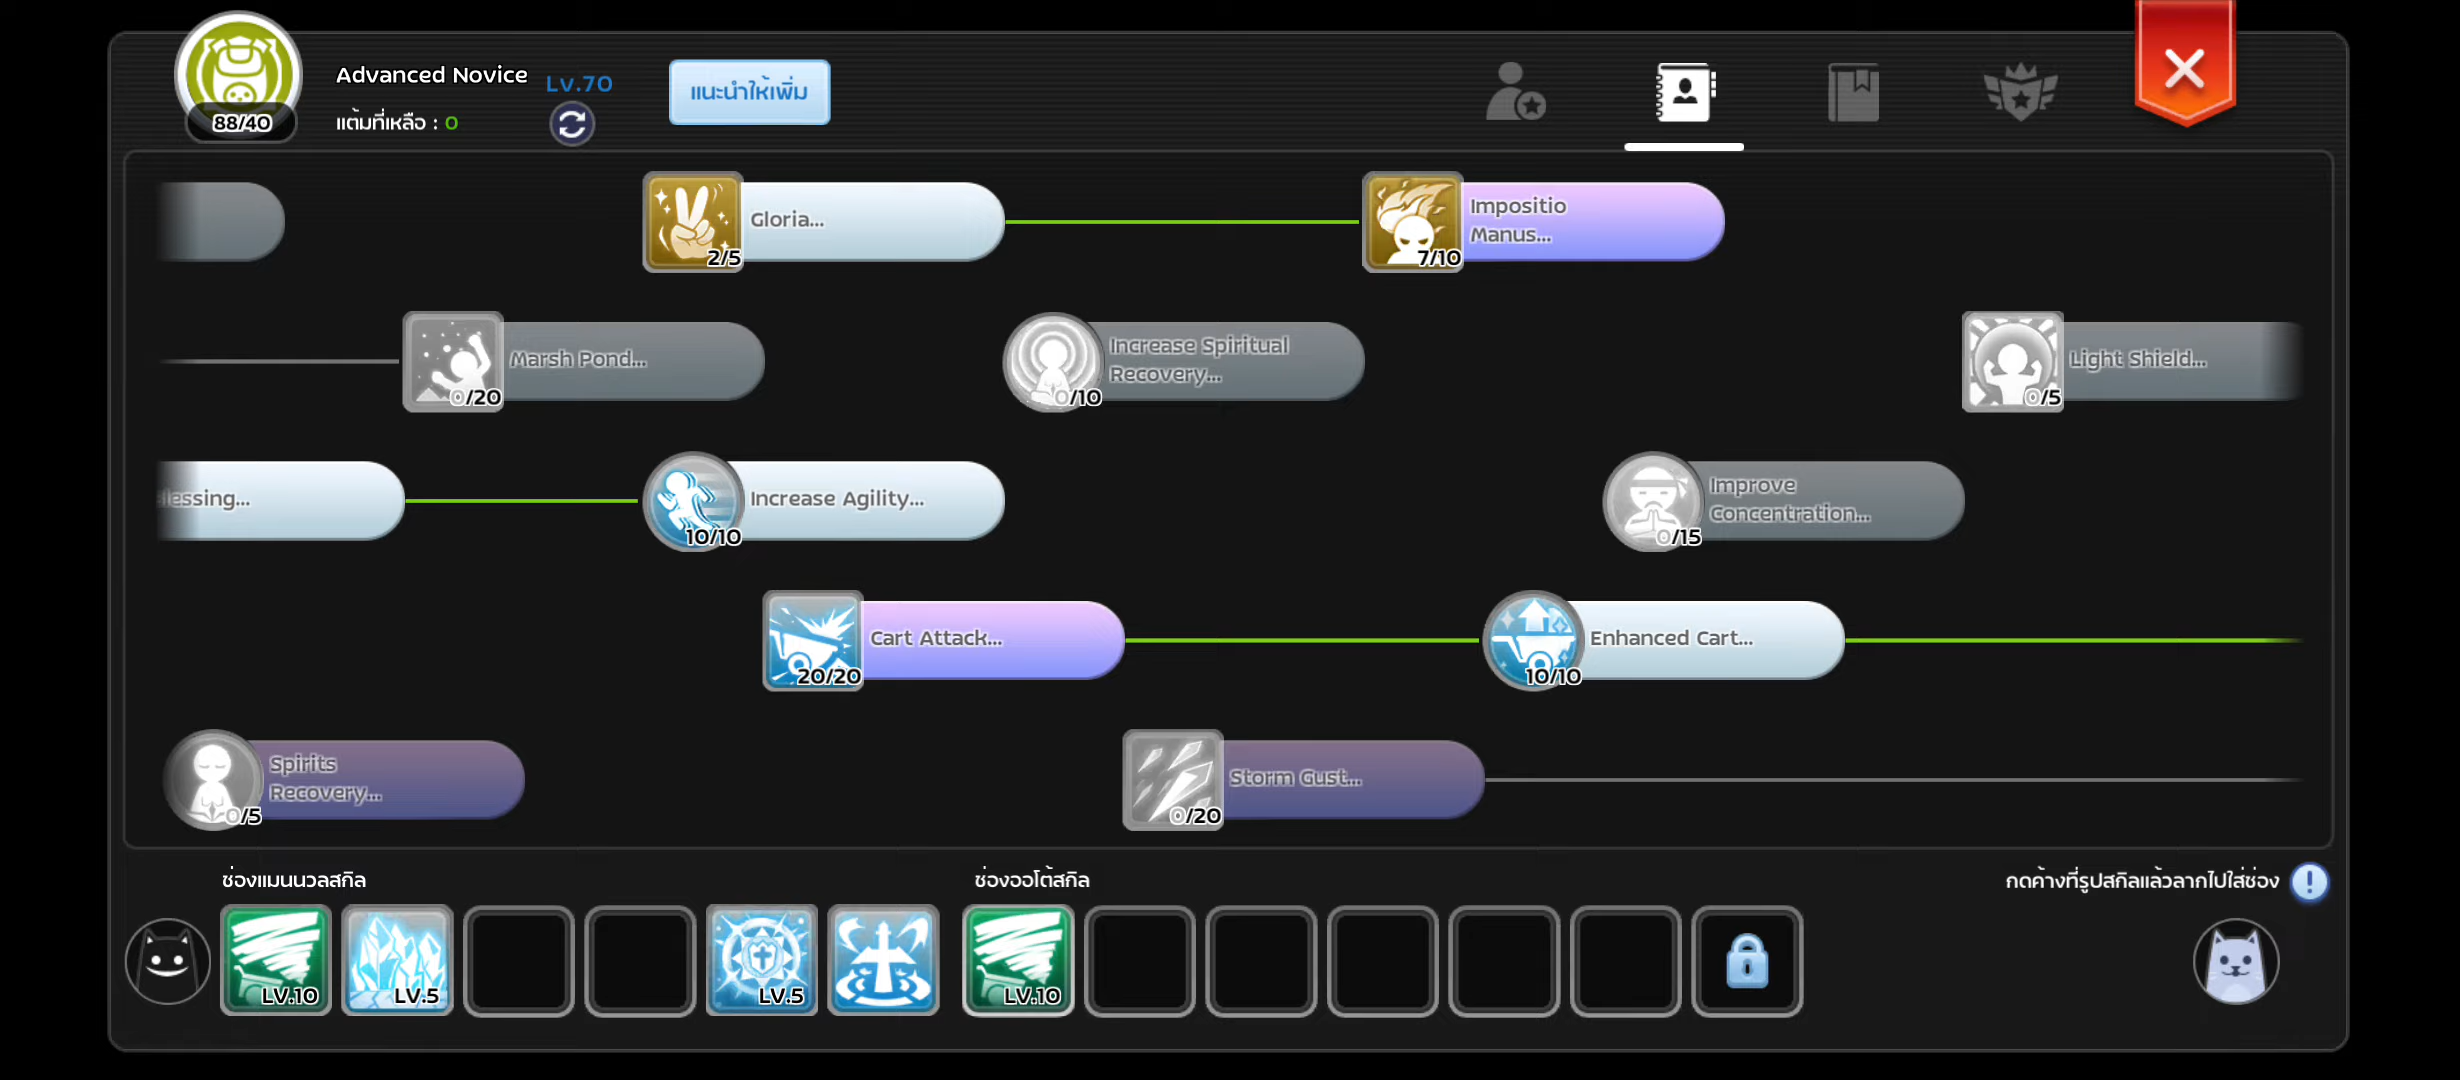 Advanced Novice
Lv.70
แนะนำให้เพิ่ม
88/40
แต้มที่เหลือ : 0
Gloria...
2/5
Impositio
Manus...
7/10
Marsh Pond...
0/20
Increase Spiritual
Recovery...
0/10
Light Shield...
0/5
lessing...
Increase Agility...
10/10
Improve
Concentration...
0/15
Cart Attack...
20/20
Enhanced Cart...
10/10
Spirits
Recovery...
0/5
Storm Gust...
0/20
ช่องแมนนวลสกิล
ช่องออโต้สกิล
กดค้างที่รูปสกิลแล้วลากไปใส่ช่อง
LV.10
LV.5
LV.5
LV.10